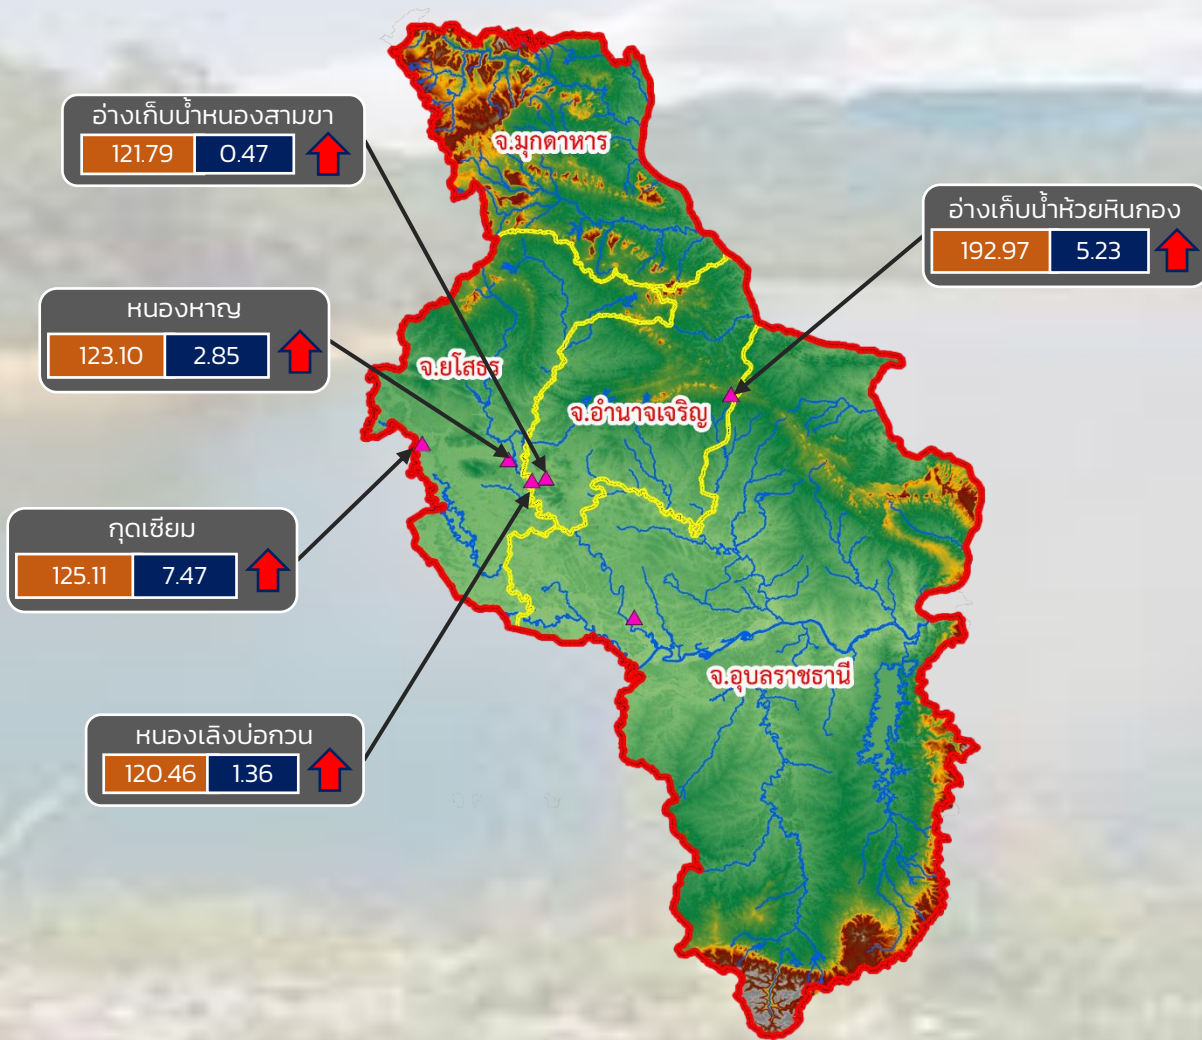 อ่างเก็บน้ำหนองสามขา
121.79 0.47
จ.มุกดาหาร
อ่างเก็บน้ำห้วยหินกอง
192.97 5.23
หนองหาญ
123.10 2.85
จ.ยโสธร
จ.อำนาจเจริญ
กุดเซียม
125.11 7.47
จ.อุบลราชธานี
หนองเลิงบ่อกวน
120.46 1.36